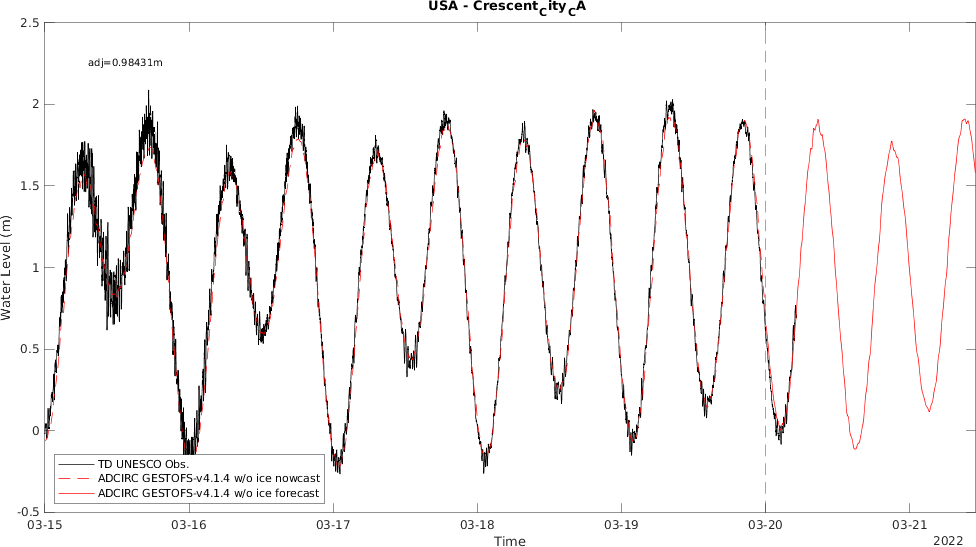 USA - Crescent_City_CA
adj=0.98431m
2.5
2
1.5
1
0.5
0
-0.5
Water Level (m)
TD UNESCO Obs.
ADCIRC GESTOFS-v4.1.4 w/o ice nowcast
ADCIRC GESTOFS-v4.1.4 w/o ice forecast
03-15 03-16 03-17 03-18 03-19 03-20 03-21
Time
2022